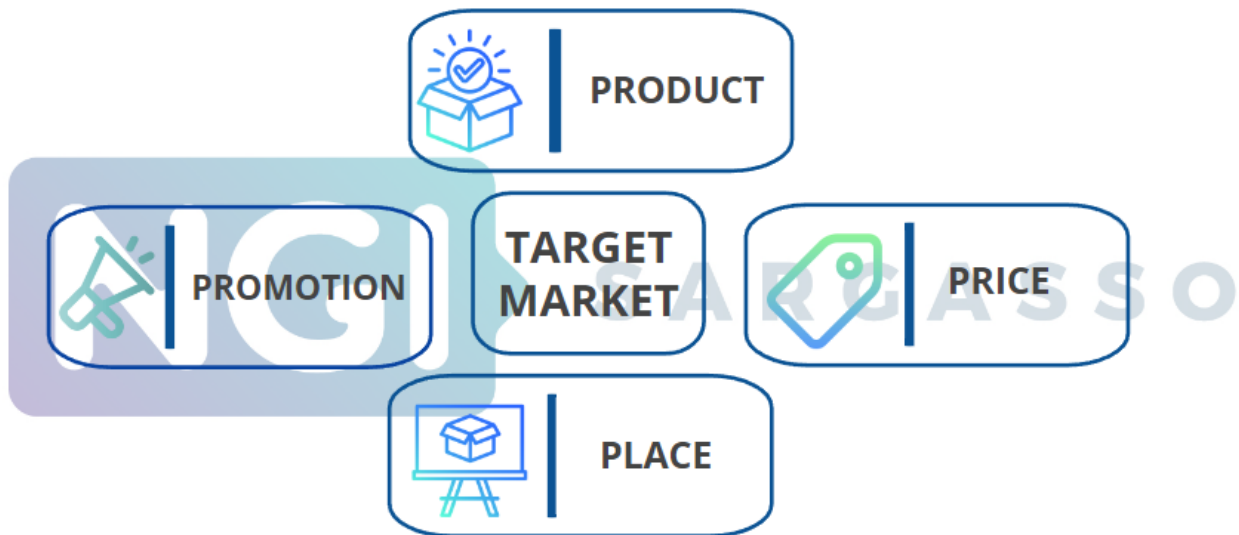 PRODUCT
NGI
PROMOTION
TARGET
MARKET
SARGASSO
PRICE
PLACE